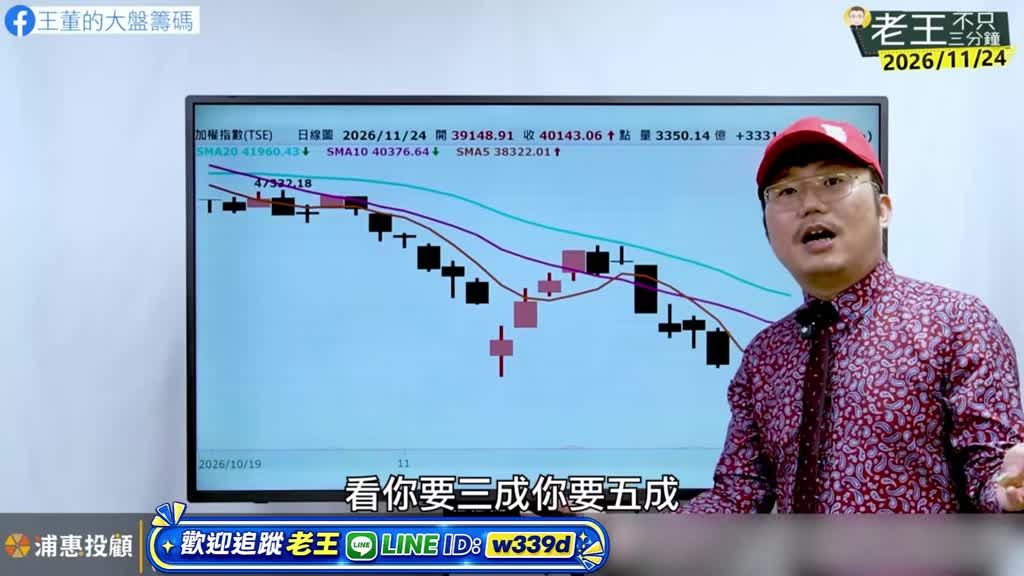 王董的大盤籌碼
老王不只三分鐘
2026/11/24
加權指數(TSE) 日線圖 2026/11/24 開 39148.91 收 40143.06 ↑ 點 量 3350.14 億 +3331
SMA20 41960.43↓ SMA10 40376.64↓ SMA5 38322.01↑
47332.18
2026/10/19 11
看你要三成你要五成
浦惠投顧
歡迎追蹤老王 LINE LINE ID: w339d